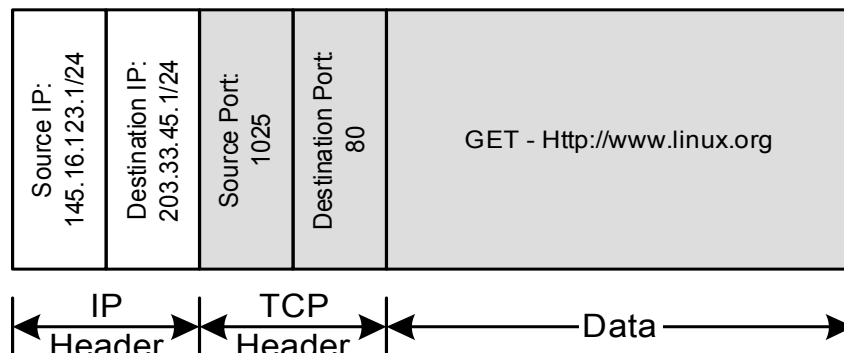 Source IP:
145.16.123.1/24
Destination IP:
203.33.45.1/24
Source Port:
1025
Destination Port:
80
GET - Http://www.linux.org
IP
Header
TCP
Header
Data